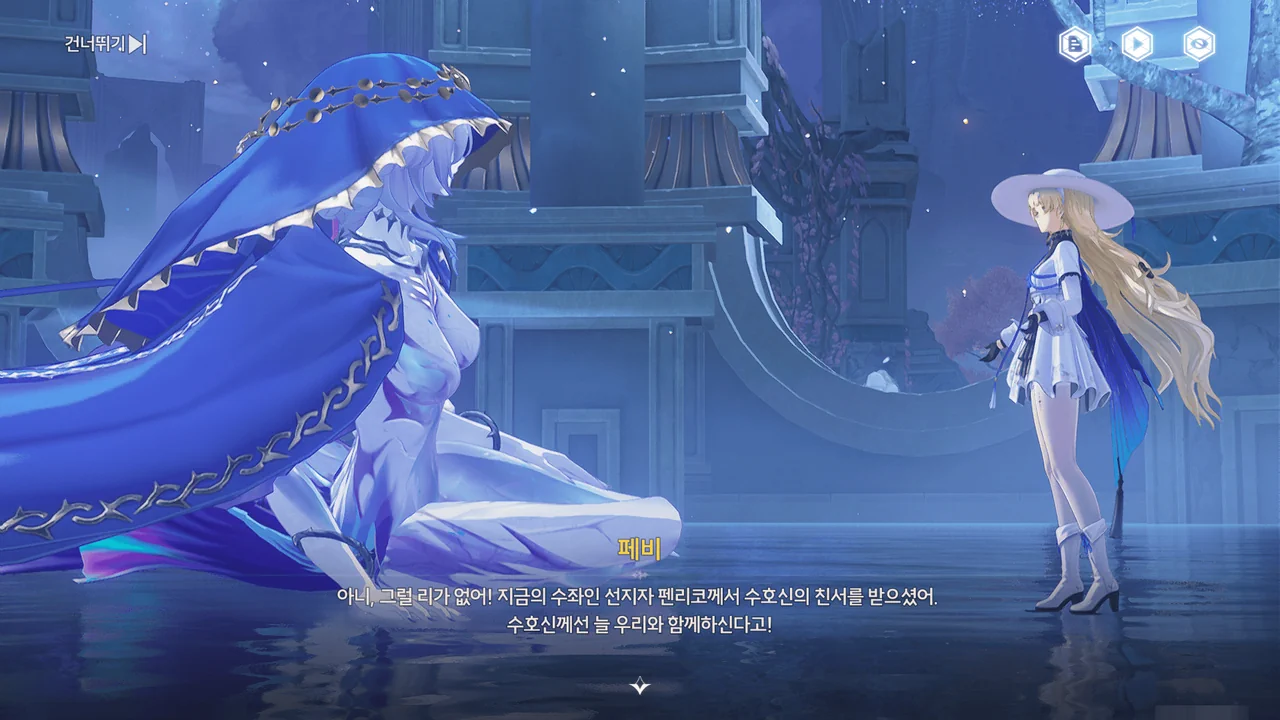 건너뛰기
페비
아니, 그럴 리가 없어! 지금의 수좌인 선지자 펜리코께서 수호신의 친서를 받으셨어.
수호신께선 늘 우리와 함께하신다고!